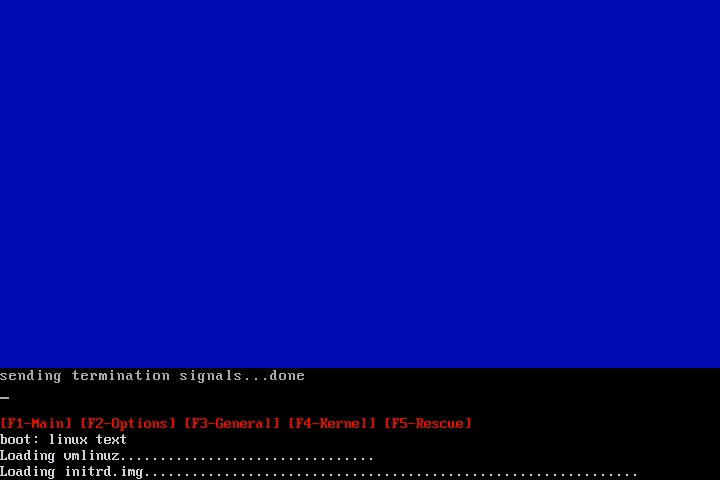 sending termination signals...done
_
[F1-Main] [F2-Options] [F3-General] [F4-Kernel] [F5-Rescue]
boot: linux text
Loading vmlinuz................................
Loading initrd.img..............................................................